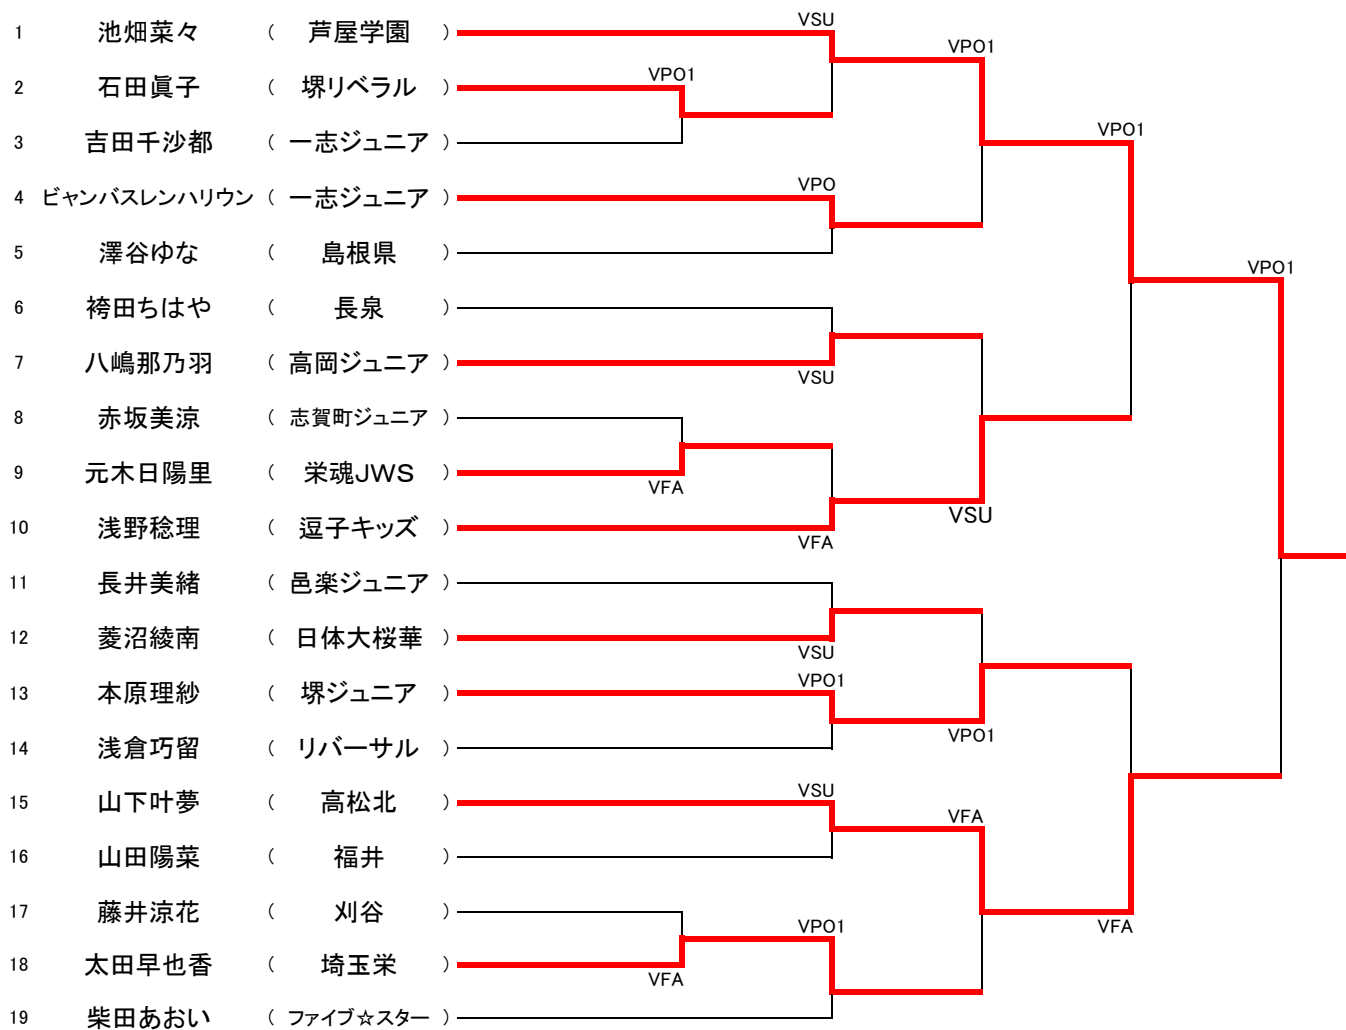 VSU
1 池畑菜々 ( 芦屋学園 )
VPO1
VPO1
2 石田眞子 ( 堺リベラル )
VPO1
3 吉田千沙都 ( 一志ジュニア )
VPO
4 ビャンバスレンハリウン ( 一志ジュニア )
5 澤谷ゆな ( 島根県 )
VPO1
6 袴田ちはや ( 長泉 )
7 八嶋那乃羽 ( 高岡ジュニア )
VSU
8 赤坂美涼 ( 志賀町ジュニア )
9 元木日陽里 ( 栄魂JWS )
VFA
VSU
10 浅野稔理 ( 逗子キッズ )
VFA
11 長井美緒 ( 邑楽ジュニア )
12 菱沼綾南 ( 日体大桜華 )
VSU
VPO1
13 本原理紗 ( 堺ジュニア )
VPO1
14 浅倉巧留 ( リバーサル )
VSU
15 山下叶夢 ( 高松北 )
VFA
16 山田陽菜 ( 福井 )
17 藤井涼花 ( 刈谷 )
VPO1
VFA
18 太田早也香 ( 埼玉栄 )
VFA
19 柴田あおい ( ファイブ☆スター )